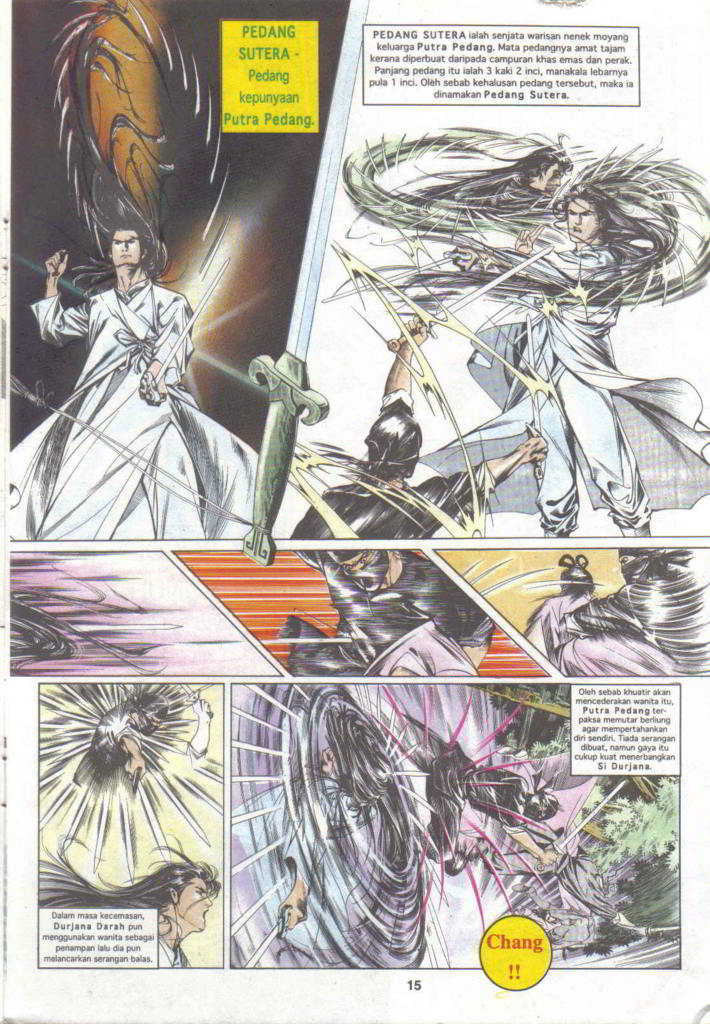 PEDANG
SUTERA -
Pedang
kepunyaan
Putra Pedang.
PEDANG SUTERA ialah senjata warisan nenek moyang
keluarga Putra Pedang. Mata pedangnya amat tajam
kerana diperbuat daripada campuran khas emas dan perak.
Panjang pedang itu ialah 3 kaki 2 inci, manakala lebarnya
pula 1 inci. Oleh sebab kehalusan pedang tersebut, maka ia
dinamakan Pedang Sutera.
Dalam masa kecemasan,
Durjana Darah pun
menggunakan wanita sebagai
penampan lalu dia pun
melancarkan serangan balas.
Oleh sebab khuatir akan
mencederakan wanita itu,
Putra Pedang ter-
paksa memutar berliung
agar mempertahankan
diri sendiri. Tiada serangan
dibuat, namun gaya itu
cukup kuat menerbangkan
Si Durjana.
Chang
!!
15